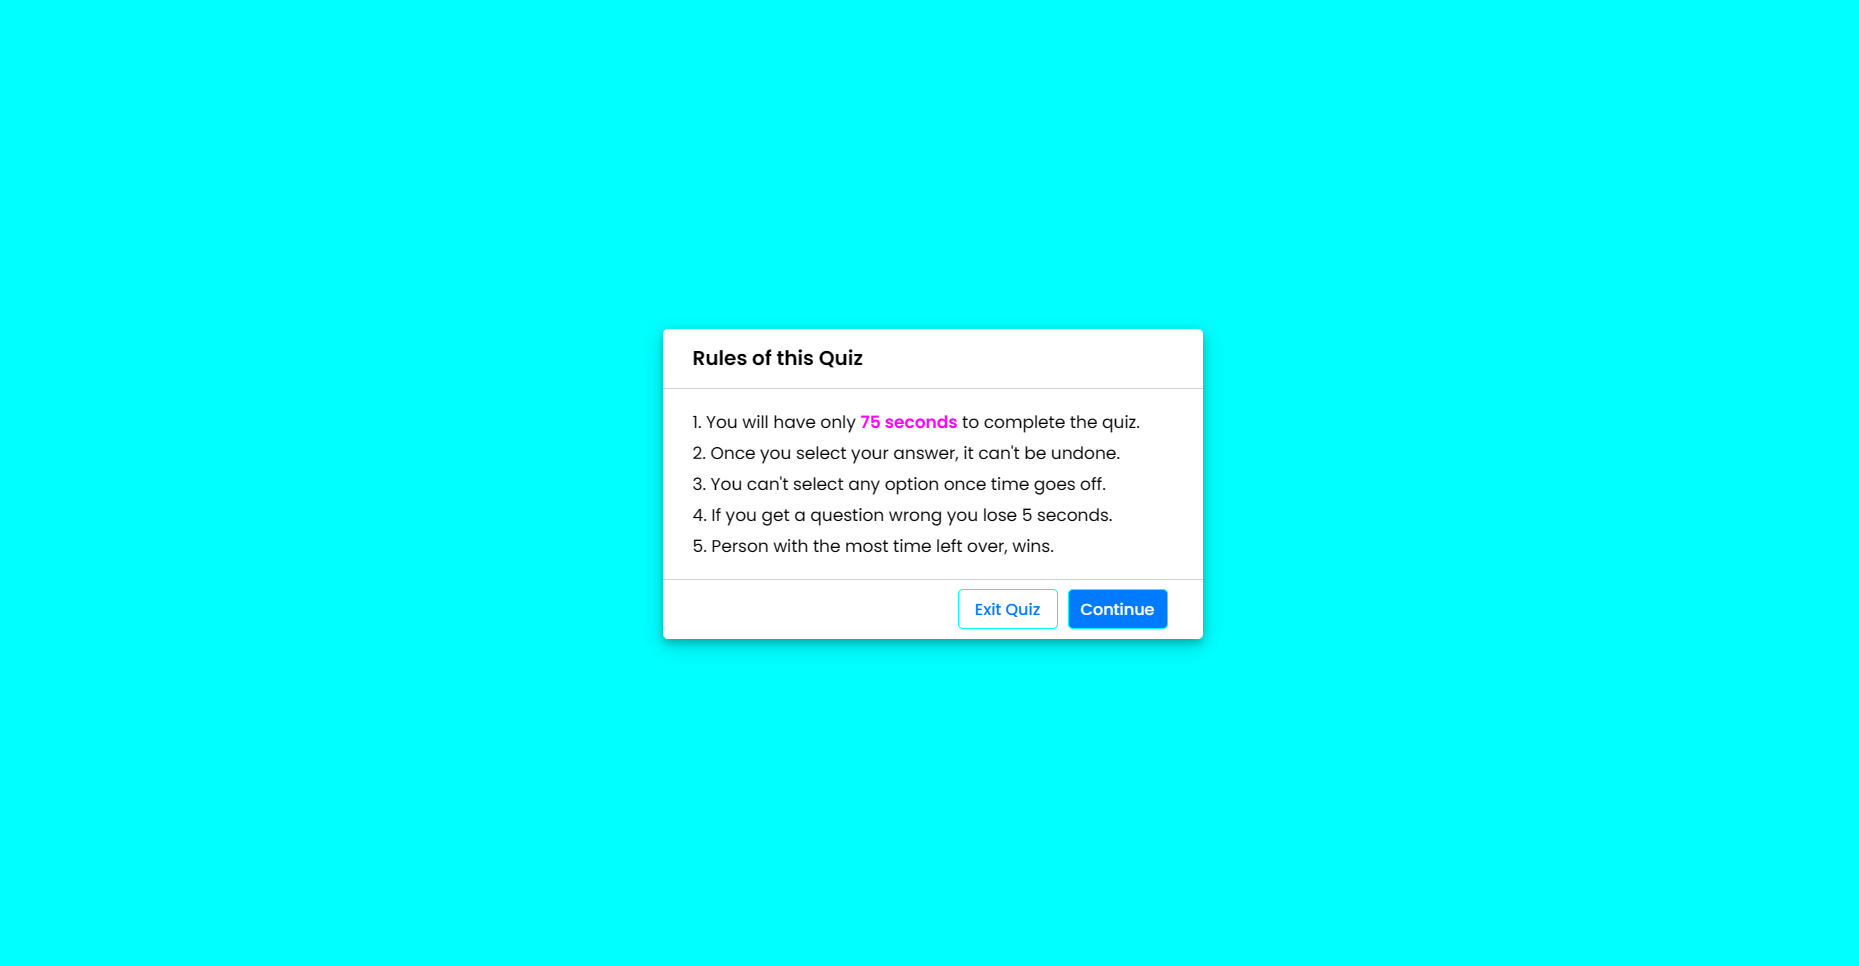 Rules of this Quiz
1. You will have only 75 seconds to complete the quiz.
2. Once you select your answer, it can't be undone.
3. You can't select any option once time goes off.
4. If you get a question wrong you lose 5 seconds.
5. Person with the most time left over, wins.
Exit Quiz Continue